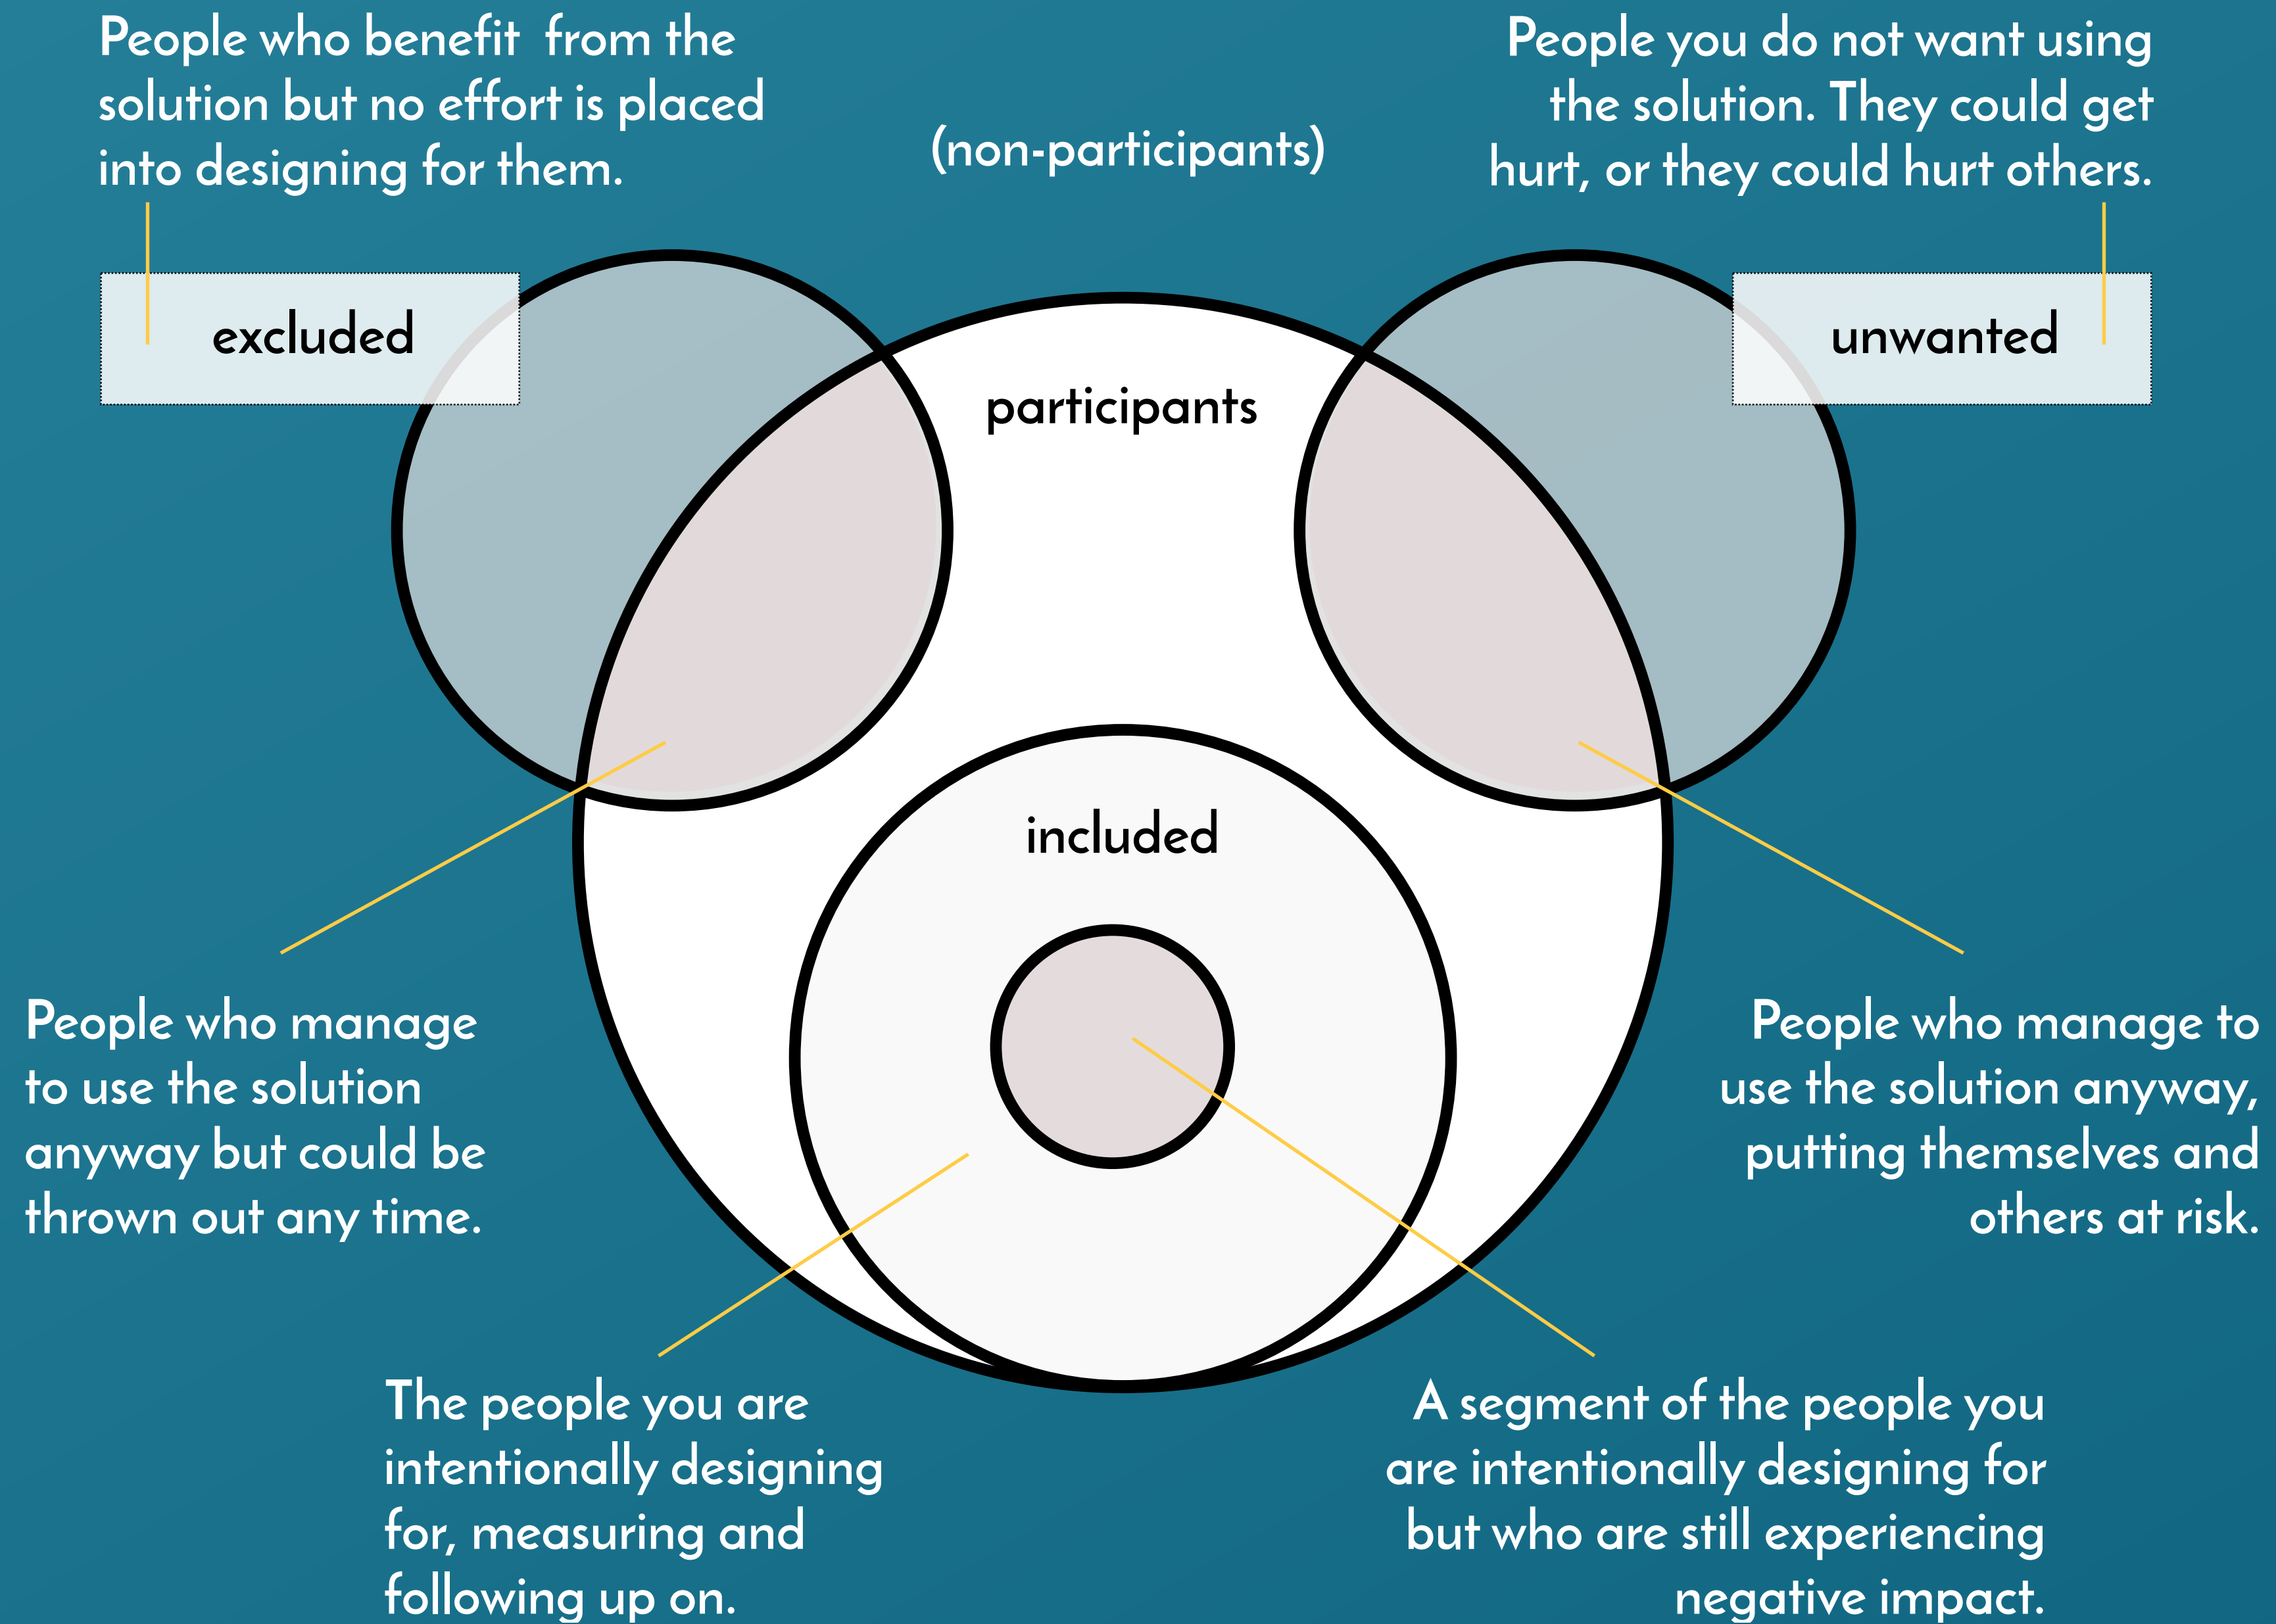 People who benefit from the
solution but no effort is placed
into designing for them.
(non-participants)
People you do not want using
the solution. They could get
hurt, or they could hurt others.
excluded
unwanted
participants
included
People who manage
to use the solution
anyway but could be
thrown out any time.
People who manage to
use the solution anyway,
putting themselves and
others at risk.
The people you are
intentionally designing
for, measuring and
following up on.
A segment of the people you
are intentionally designing for
but who are still experiencing
negative impact.